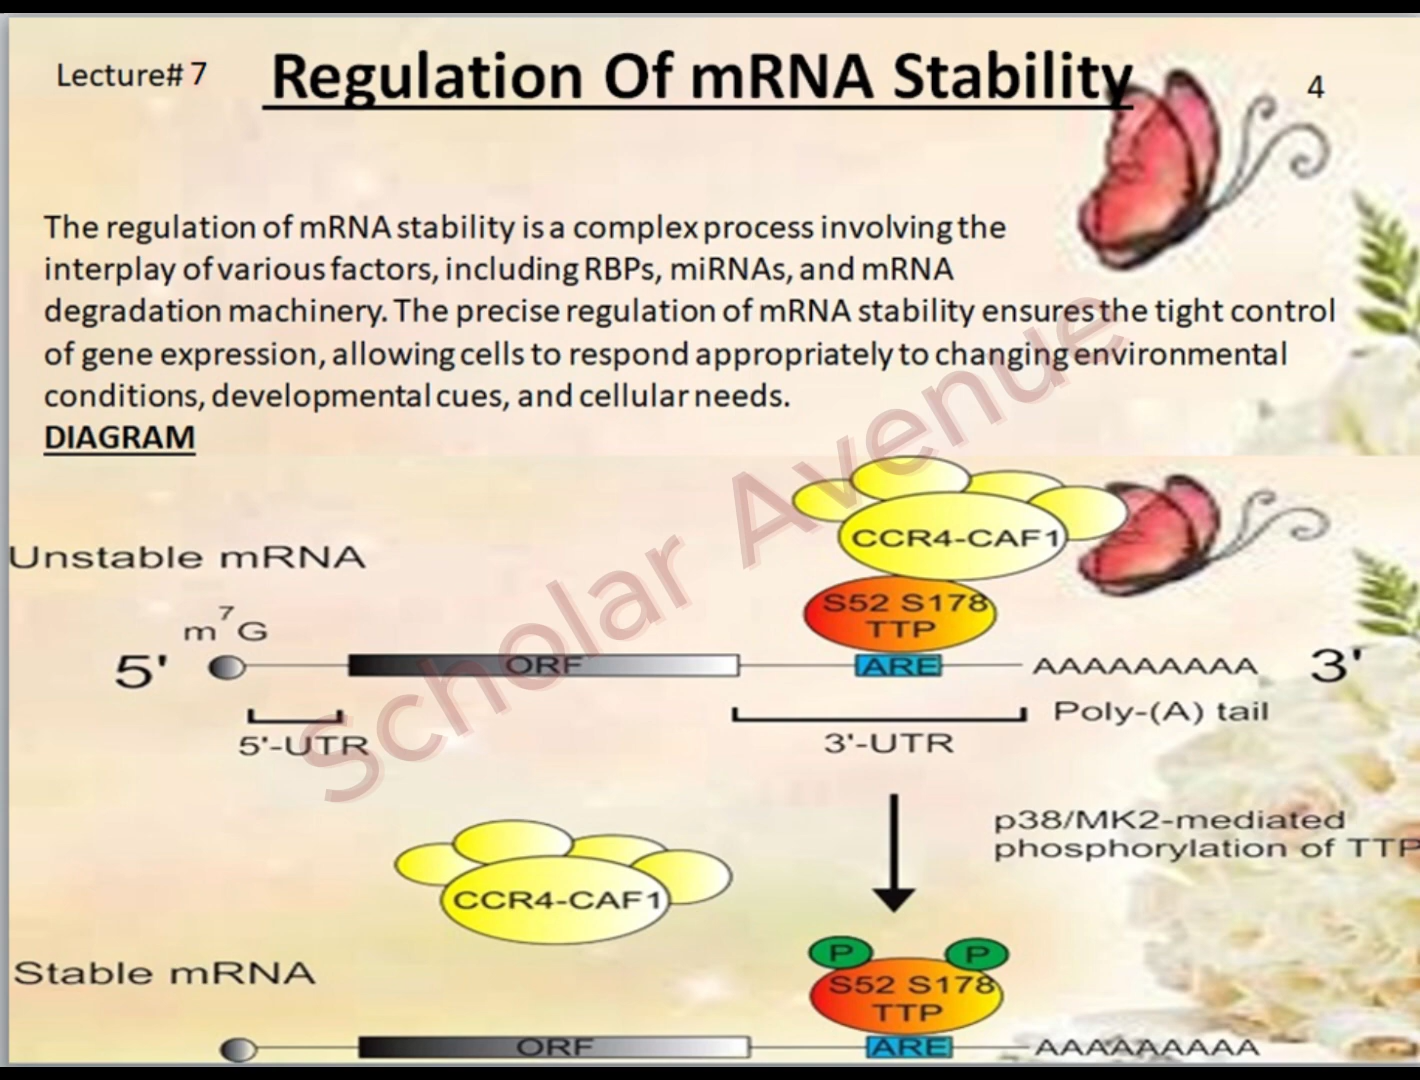 Lecture# 7
Regulation Of mRNA Stability
4
The regulation of mRNA stability is a complex process involving the
interplay of various factors, including RBPs, miRNAs, and mRNA
degradation machinery. The precise regulation of mRNA stability ensures the tight control
of gene expression, allowing cells to respond appropriately to changing environmental
conditions, developmental cues, and cellular needs.
DIAGRAM
Scholar Avenue
CCR4-CAF1
Unstable mRNA
S52 S178
TTP
m7G
5' ORF ARE AAAAAAAAA 3'
Poly-(A) tail
5'-UTR 3'-UTR
p38/MK2-mediated
phosphorylation of TTP
CCR4-CAF1
P P
Stable mRNA
S52 S178
TTP
ORF ARE AAAAAAAAA